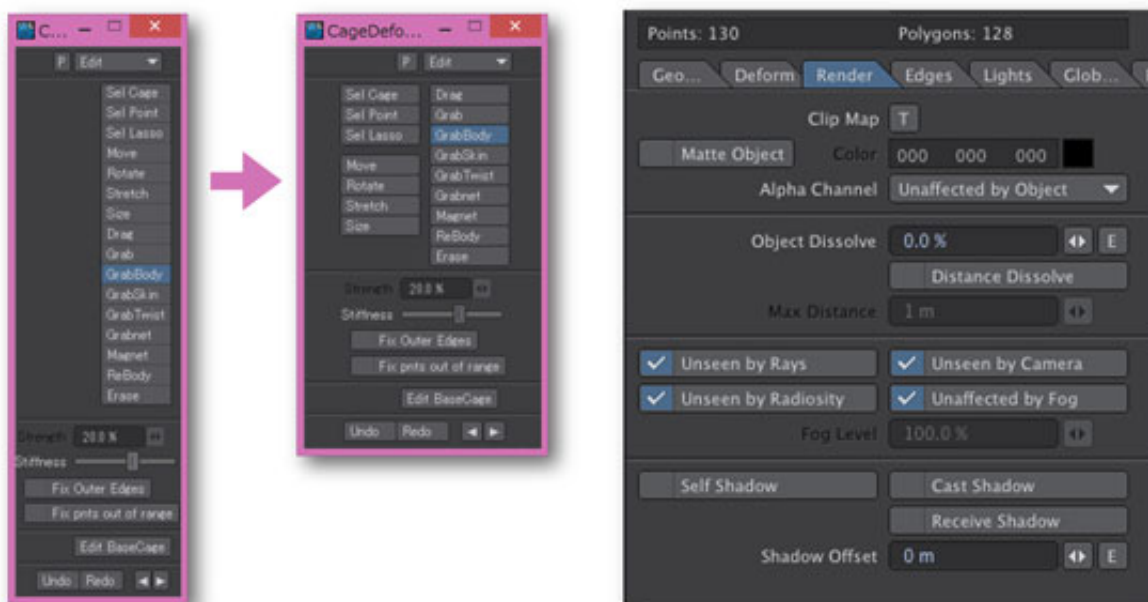 C...
P Edit
Sel Cage
Sel Point
Sel Lasso
Move
Rotate
Stretch
Size
Drag
Grab
GrabBody
GrabSkin
GrabTwist
Grabnet
Magnet
ReBody
Erase
Strength 20.0 %
Stiffness
Fix Outer Edges
Fix pnts out of range
Edit BaseCage
Undo Redo
CageDefo...
P Edit
Sel Cage
Sel Point
Sel Lasso
Move
Rotate
Stretch
Size
Drag
Grab
GrabBody
GrabSkin
GrabTwist
Grabnet
Magnet
ReBody
Erase
Strength 20.0 %
Stiffness
Fix Outer Edges
Fix pnts out of range
Edit BaseCage
Undo Redo
Points: 130 Polygons: 128
Geo... Deform Render Edges Lights Glob...
Clip Map T
Matte Object Color 000 000 000
Alpha Channel Unaffected by Object
Object Dissolve 0.0 % E
Distance Dissolve
Max Distance 1 m
Unseen by Rays Unseen by Camera
Unseen by Radiosity Unaffected by Fog
Fog Level 100.0 %
Self Shadow Cast Shadow
Receive Shadow
Shadow Offset 0 m E